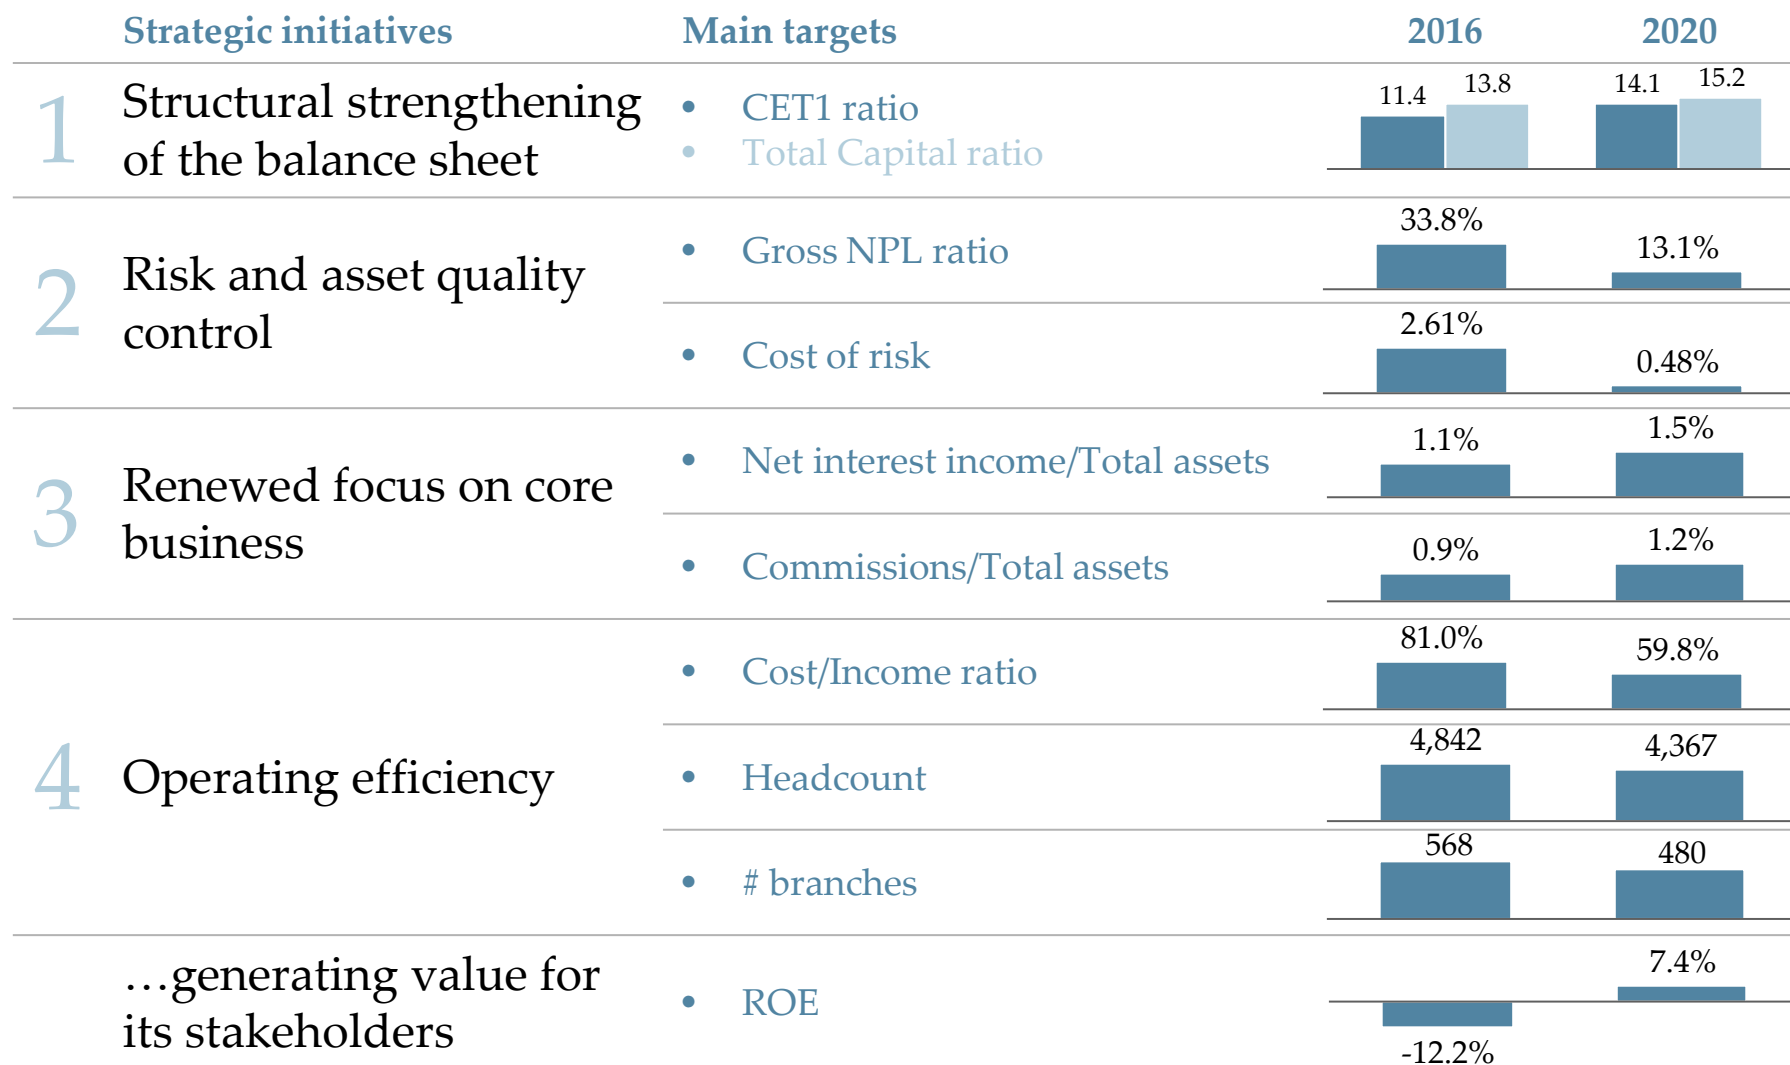 Strategic initiatives Main targets 2016 2020
1 Structural strengthening
of the balance sheet
• CET1 ratio
• Total Capital ratio
11.4 13.8 14.1 15.2
2 Risk and asset quality
control
• Gross NPL ratio
33.8% 13.1%
• Cost of risk
2.61% 0.48%
3 Renewed focus on core
business
• Net interest income/Total assets
1.1% 1.5%
• Commissions/Total assets
0.9% 1.2%
4 Operating efficiency
• Cost/Income ratio
81.0% 59.8%
• Headcount
4,842 4,367
• # branches
568 480
…generating value for
its stakeholders
• ROE
-12.2% 7.4%